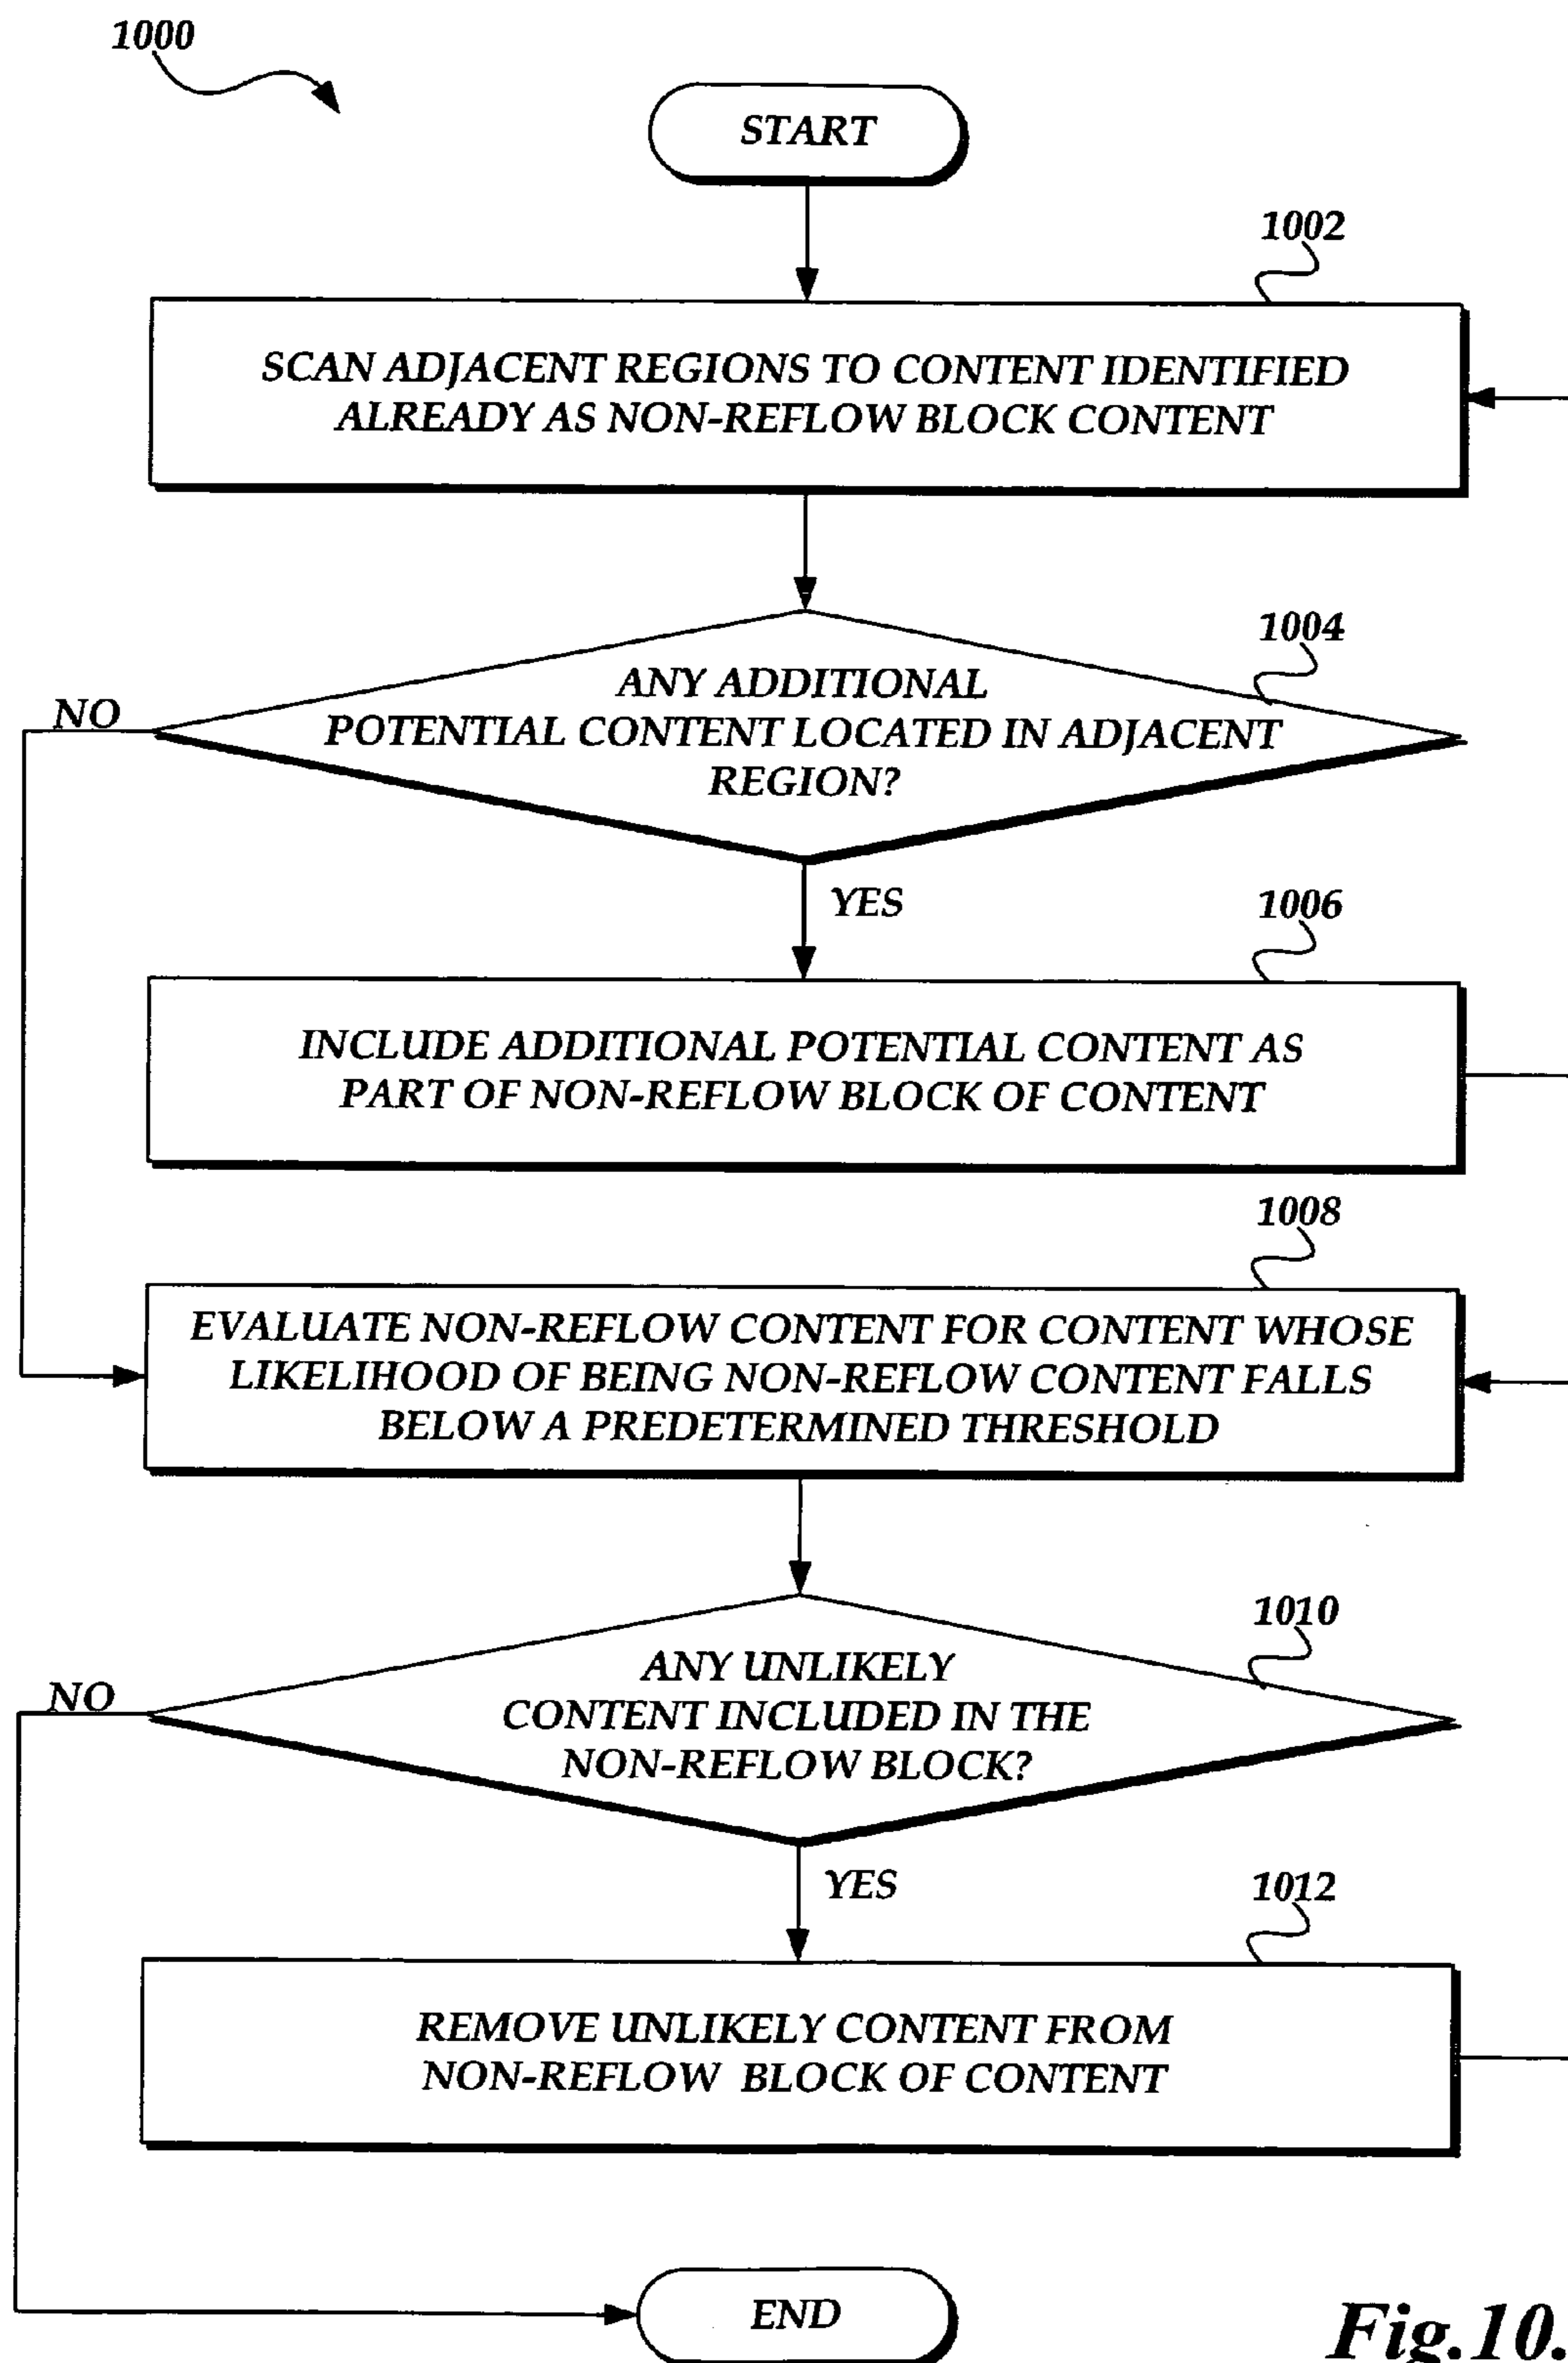 1000
START
1002
SCAN ADJACENT REGIONS TO CONTENT IDENTIFIED
ALREADY AS NON-REFLOW BLOCK CONTENT
1004
ANY ADDITIONAL
POTENTIAL CONTENT LOCATED IN ADJACENT
REGION?
NO
YES
1006
INCLUDE ADDITIONAL POTENTIAL CONTENT AS
PART OF NON-REFLOW BLOCK OF CONTENT
1008
EVALUATE NON-REFLOW CONTENT FOR CONTENT WHOSE
LIKELIHOOD OF BEING NON-REFLOW CONTENT FALLS
BELOW A PREDETERMINED THRESHOLD
1010
ANY UNLIKELY
CONTENT INCLUDED IN THE
NON-REFLOW BLOCK?
NO
YES
1012
REMOVE UNLIKELY CONTENT FROM
NON-REFLOW BLOCK OF CONTENT
END
Fig.10.